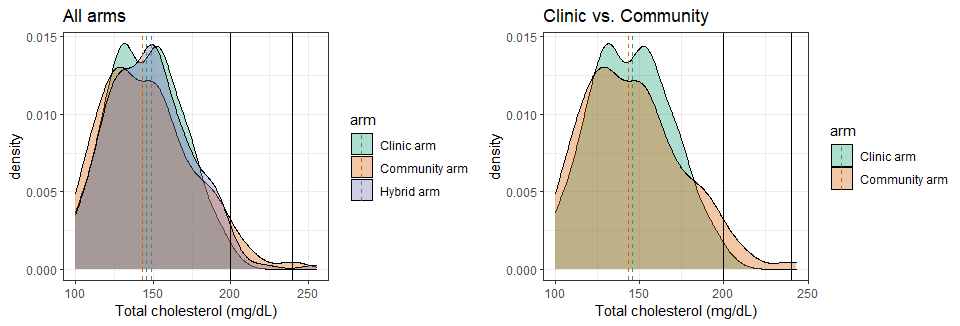 All arms
0.015
0.010
0.005
0.000
density
100
150
200
250
Total cholesterol (mg/dL)
arm
Clinic arm
Community arm
Hybrid arm
Clinic vs. Community
0.015
0.010
0.005
0.000
density
100
150
200
250
Total cholesterol (mg/dL)
arm
Clinic arm
Community arm